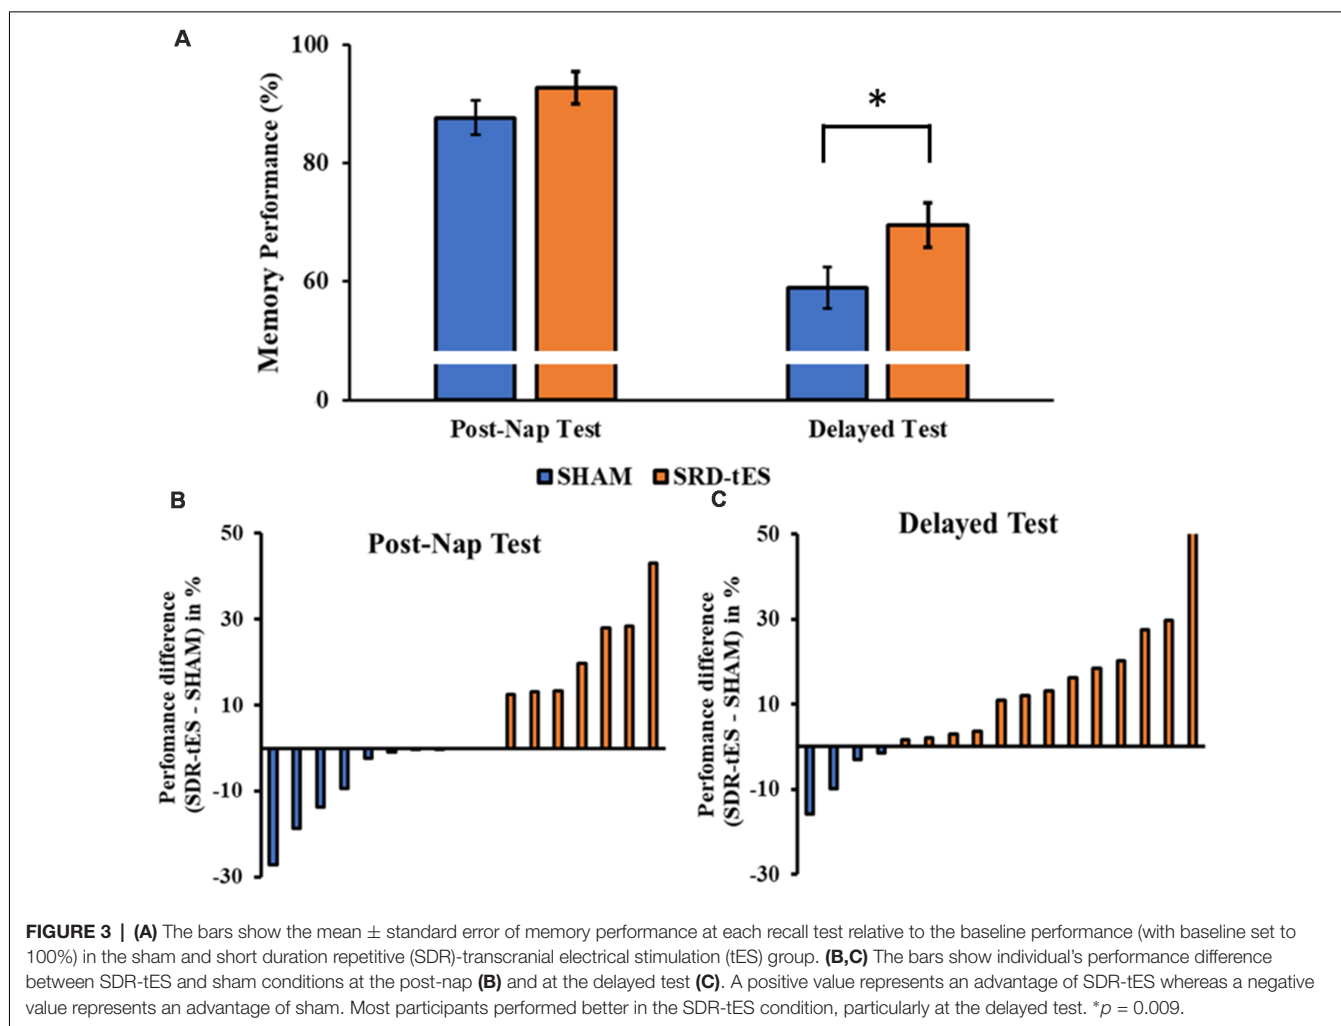 A
100
80
60
0
Memory Performance (%)
*
Post-Nap Test
Delayed Test
SHAM
SRD-tES
B
50
30
10
-10
-30
Perfomance difference
(SDR-tES - SHAM) in %
Post-Nap Test
C
50
30
10
-10
-30
Perfomance difference
(SDR-tES - SHAM) in %
Delayed Test
FIGURE 3 | (A) The bars show the mean ± standard error of memory performance at each recall test relative to the baseline performance (with baseline set to
100%) in the sham and short duration repetitive (SDR)-transcranial electrical stimulation (tES) group. (B,C) The bars show individual's performance difference
between SDR-tES and sham conditions at the post-nap (B) and at the delayed test (C). A positive value represents an advantage of SDR-tES whereas a negative
value represents an advantage of sham. Most participants performed better in the SDR-tES condition, particularly at the delayed test. *p = 0.009.